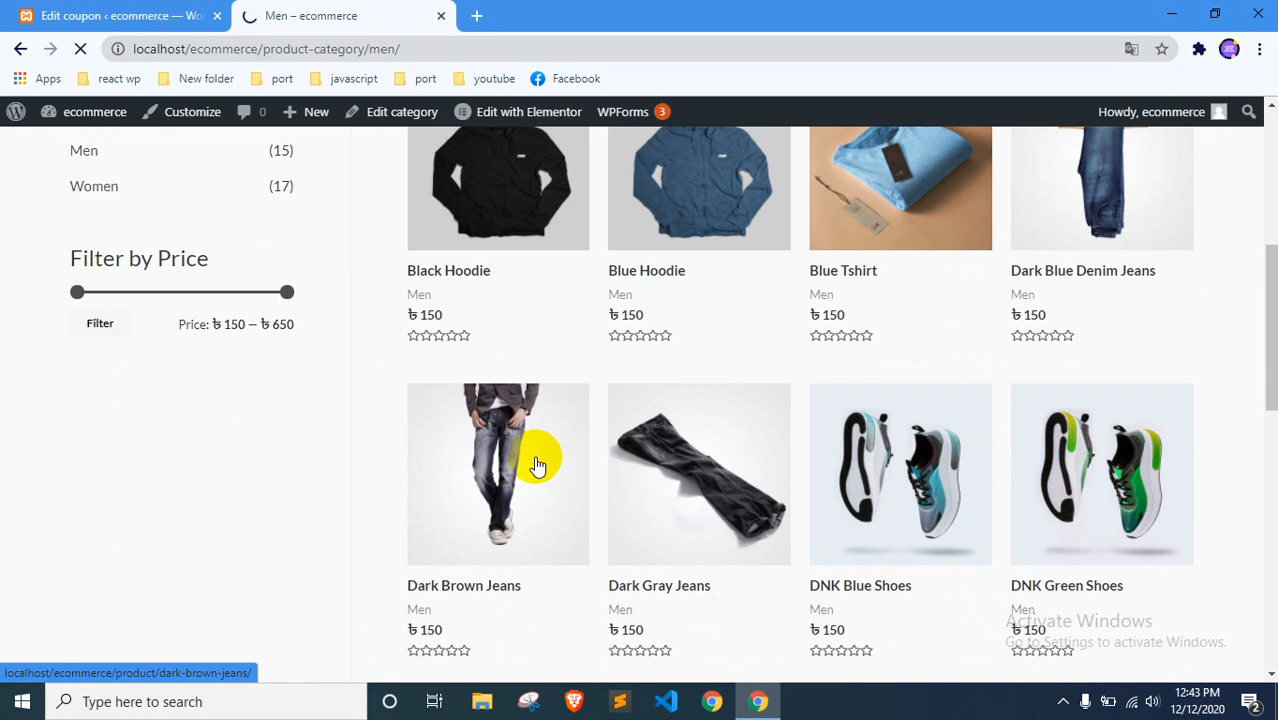 Edit coupon ‹ ecommerce — Wo
Men – ecommerce
localhost/ecommerce/product-category/men/
Apps
react wp
New folder
port
javascript
port
youtube
Facebook
ecommerce
Customize
0
New
Edit category
Edit with Elementor
WPForms 3
Howdy, ecommerce
Men (15)
Women (17)
Filter by Price
Filter
Price: ৳ 150 — ৳ 650
Black Hoodie
Men
৳ 150
Blue Hoodie
Men
৳ 150
Blue Tshirt
Men
৳ 150
Dark Blue Denim Jeans
Men
৳ 150
Dark Brown Jeans
Men
৳ 150
Dark Gray Jeans
Men
৳ 150
DNK Blue Shoes
Men
৳ 150
DNK Green Shoes
Men
৳ 150
Activate Windows
Go to Settings to activate Windows.
localhost/ecommerce/product/dark-brown-jeans/
Type here to search
12:43 PM
12/12/2020
2